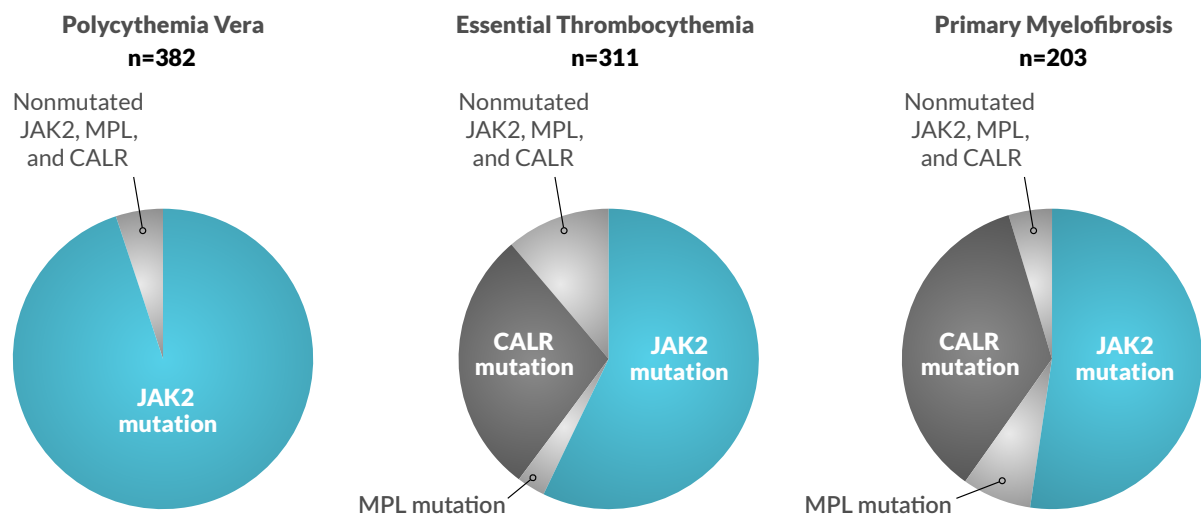 Polycythemia Vera
n=382
Nonmutated
JAK2, MPL,
and CALR
JAK2
mutation
Essential Thrombocythemia
n=311
Nonmutated
JAK2, MPL,
and CALR
CALR
mutation
JAK2
mutation
MPL mutation
Primary Myelofibrosis
n=203
Nonmutated
JAK2, MPL,
and CALR
CALR
mutation
JAK2
mutation
MPL mutation